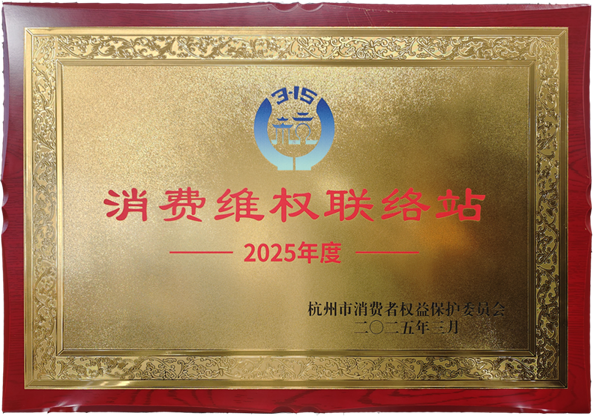 3·15
消费维权联络站
2025年度
杭州市消费者权益保护委员会
二〇二五年三月